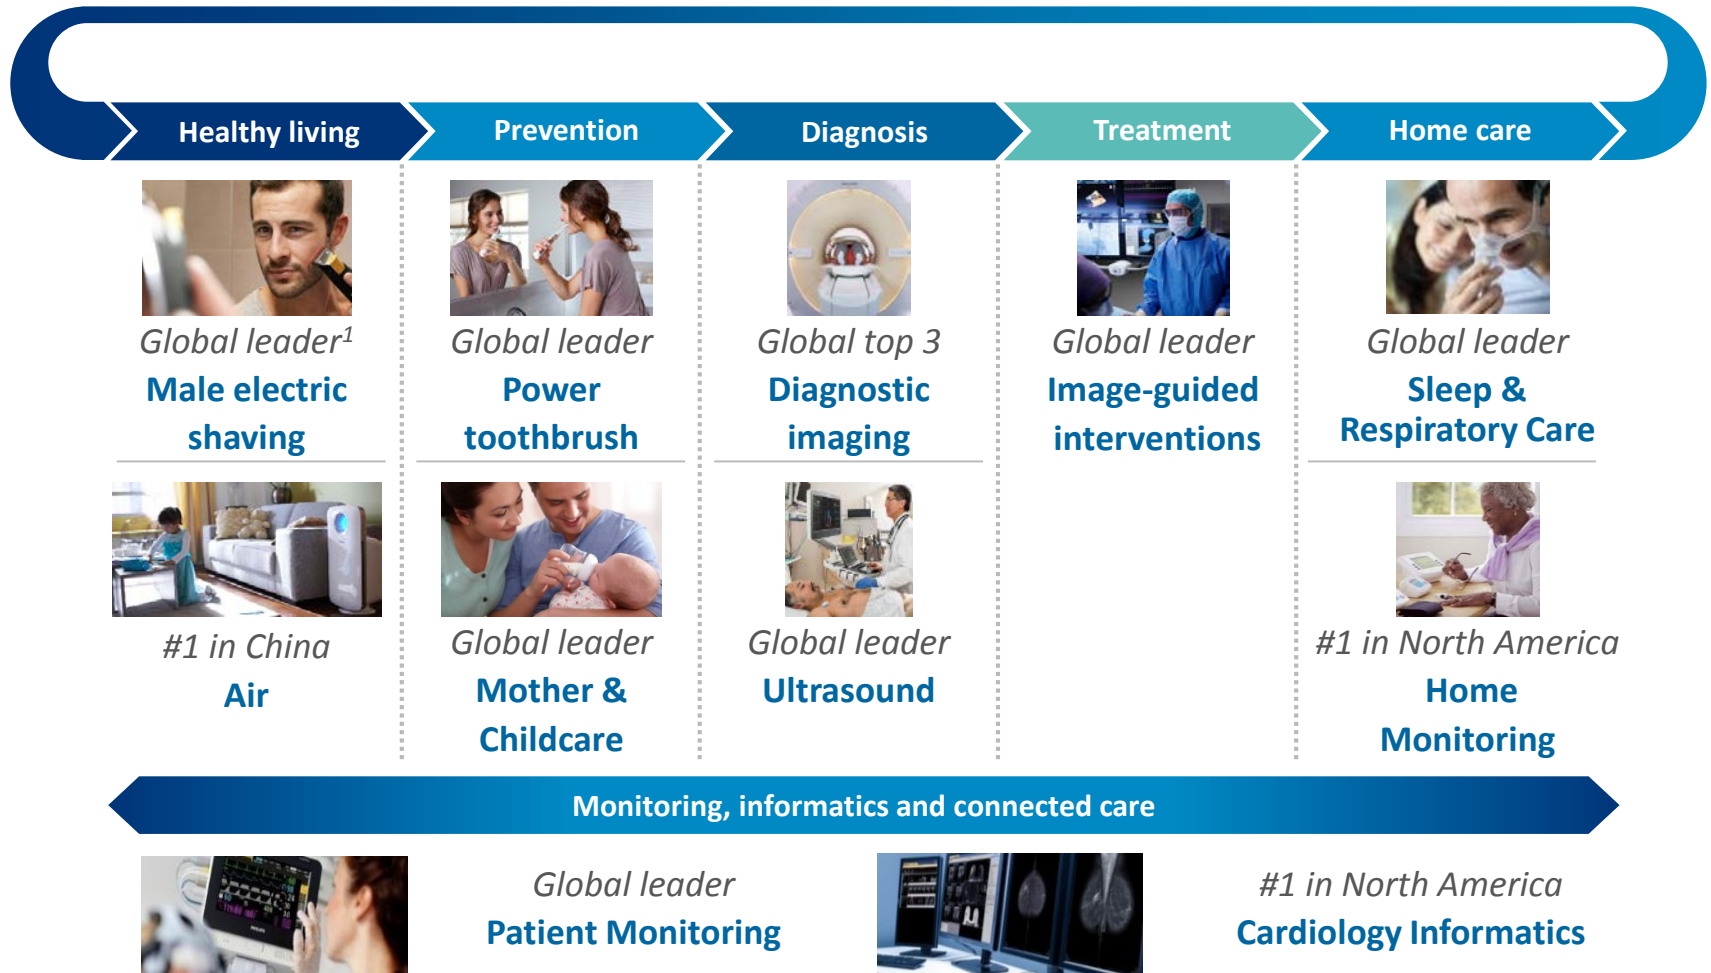 Healthy living
Prevention
Diagnosis
Treatment
Home care
Global leader1
Male electric
shaving
Global leader
Power
toothbrush
Global top 3
Diagnostic
imaging
Global leader
Image-guided
interventions
Global leader
Sleep &
Respiratory Care
#1 in China
Air
Global leader
Mother &
Childcare
Global leader
Ultrasound
#1 in North America
Home
Monitoring
Monitoring, informatics and connected care
Global leader
Patient Monitoring
#1 in North America
Cardiology Informatics